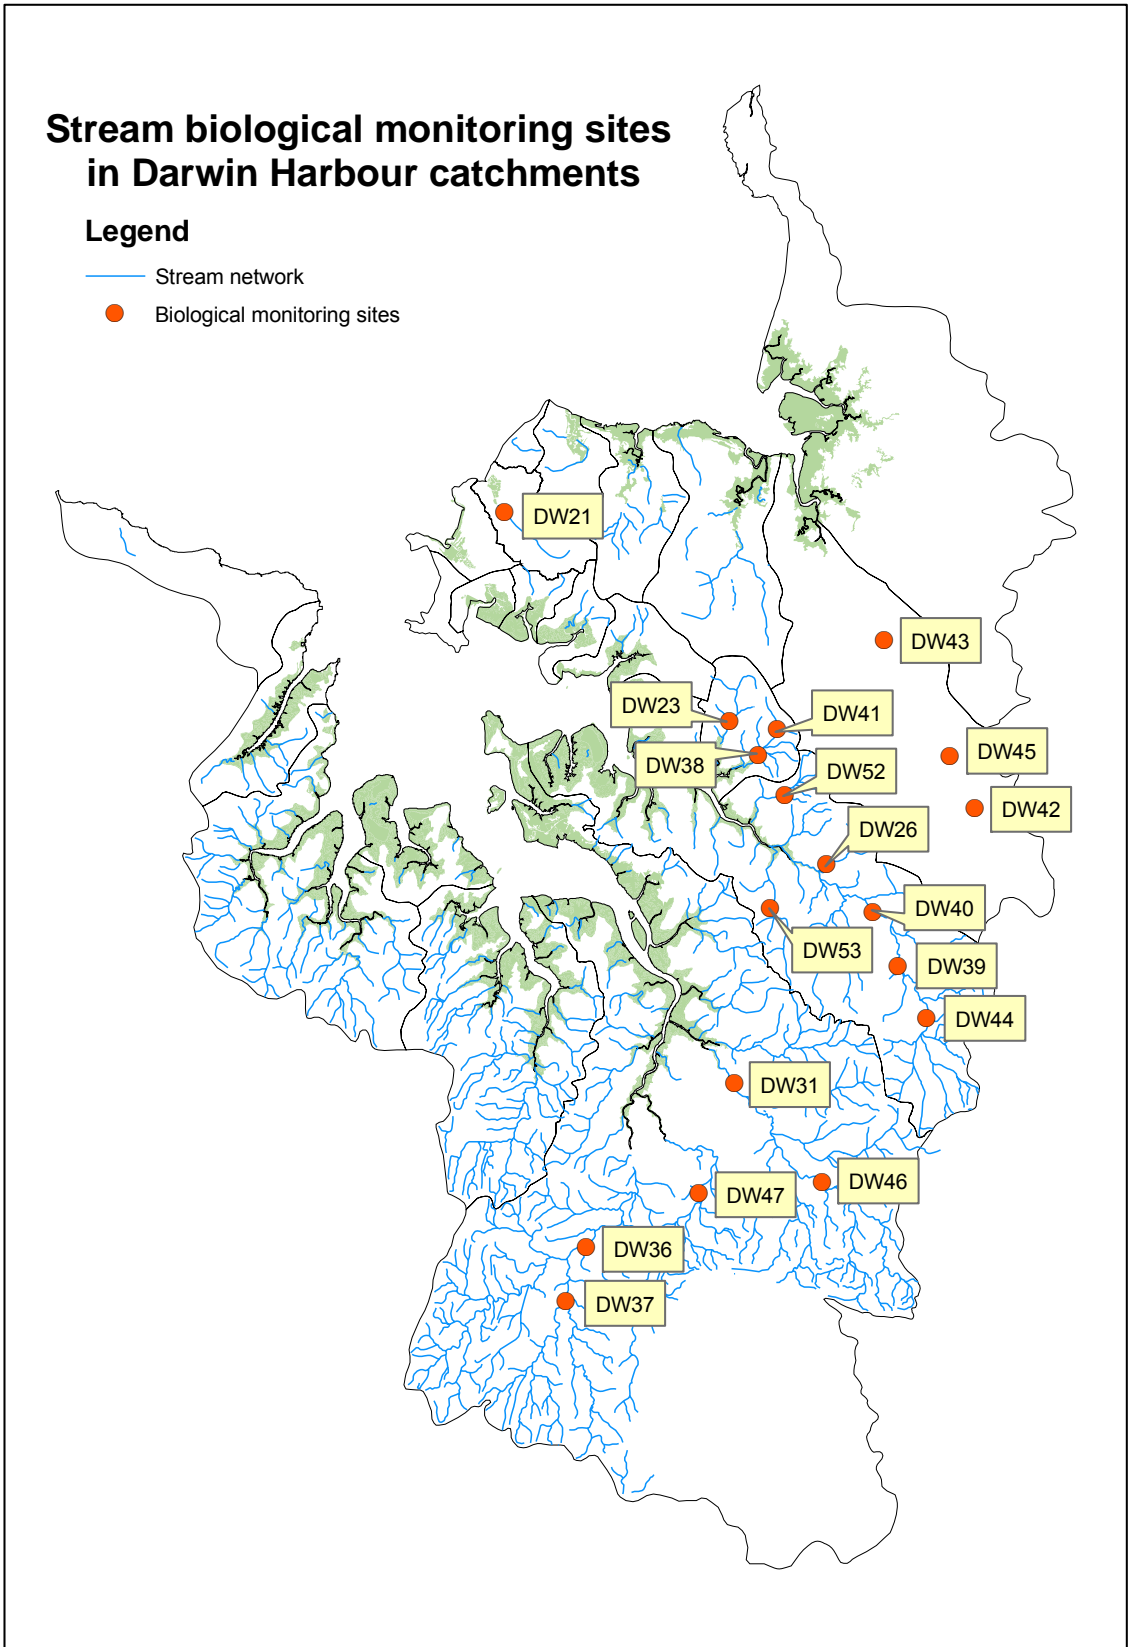 Stream biological monitoring sites
in Darwin Harbour catchments
Legend
Stream network
Biological monitoring sites
DW21
DW43
DW23
DW41
DW38
DW45
DW52
DW42
DW26
DW40
DW53
DW39
DW44
DW31
DW46
DW47
DW36
DW37